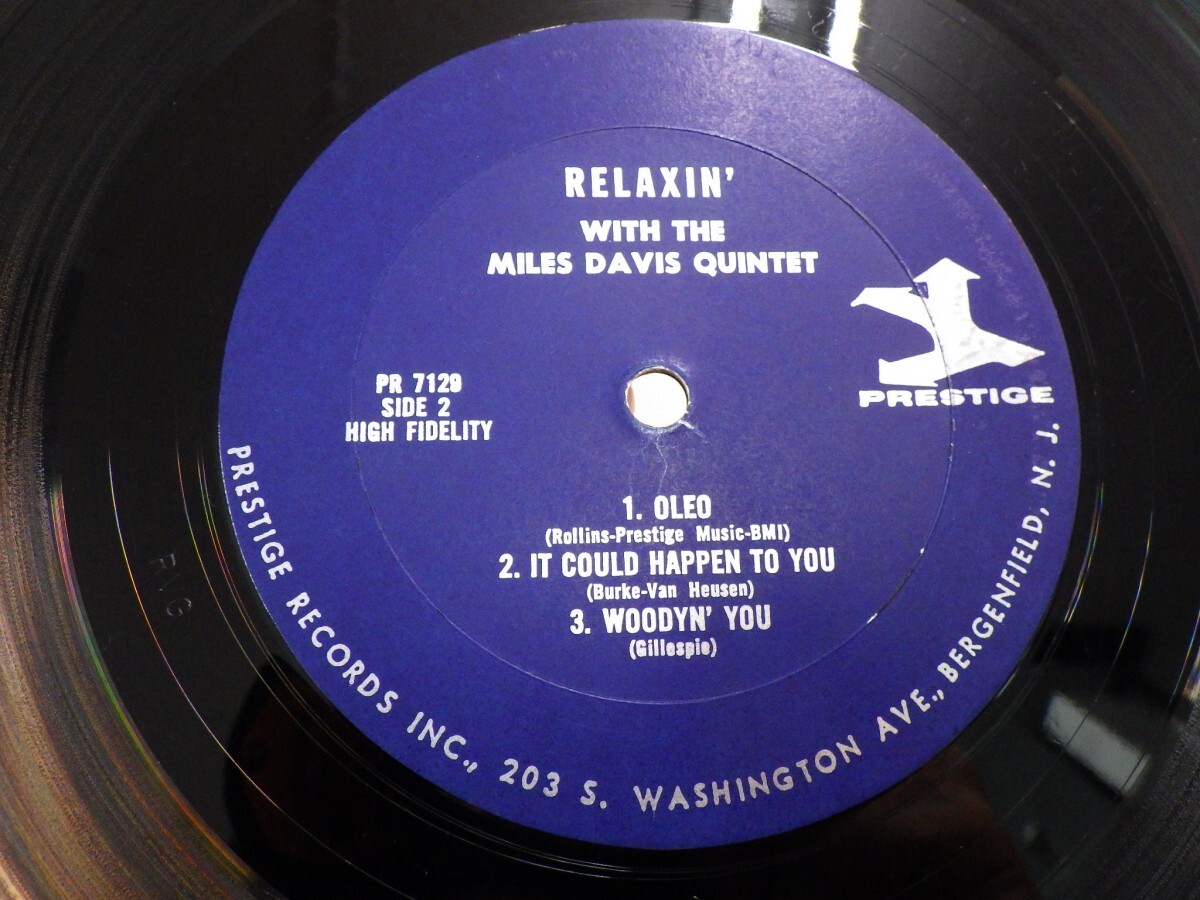 RELAXIN'
WITH THE
MILES DAVIS QUINTET
PR 7129
SIDE 2
HIGH FIDELITY
PRESTIGE
1. OLEO
(Rollins-Prestige Music-BMI)
2. IT COULD HAPPEN TO YOU
(Burke-Van Heusen)
3. WOODYN' YOU
(Gillespie)
PRESTIGE RECORDS INC., 203 S. WASHINGTON AVE., BERGENFIELD, N. J.
RVG